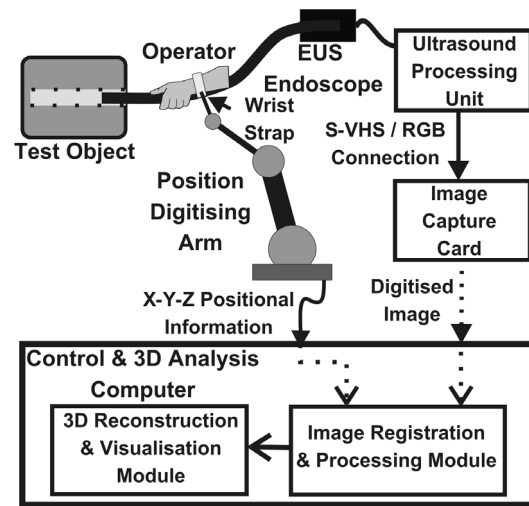 Operator
EUS
Endoscope
Ultrasound
Processing
Unit
Wrist
Strap
Test Object
S-VHS / RGB
Connection
Position
Digitising
Arm
Image
Capture
Card
X-Y-Z Positional
Information
Digitised
Image
Control & 3D Analysis
Computer
3D Reconstruction
& Visualisation
Module
Image Registration
& Processing Module